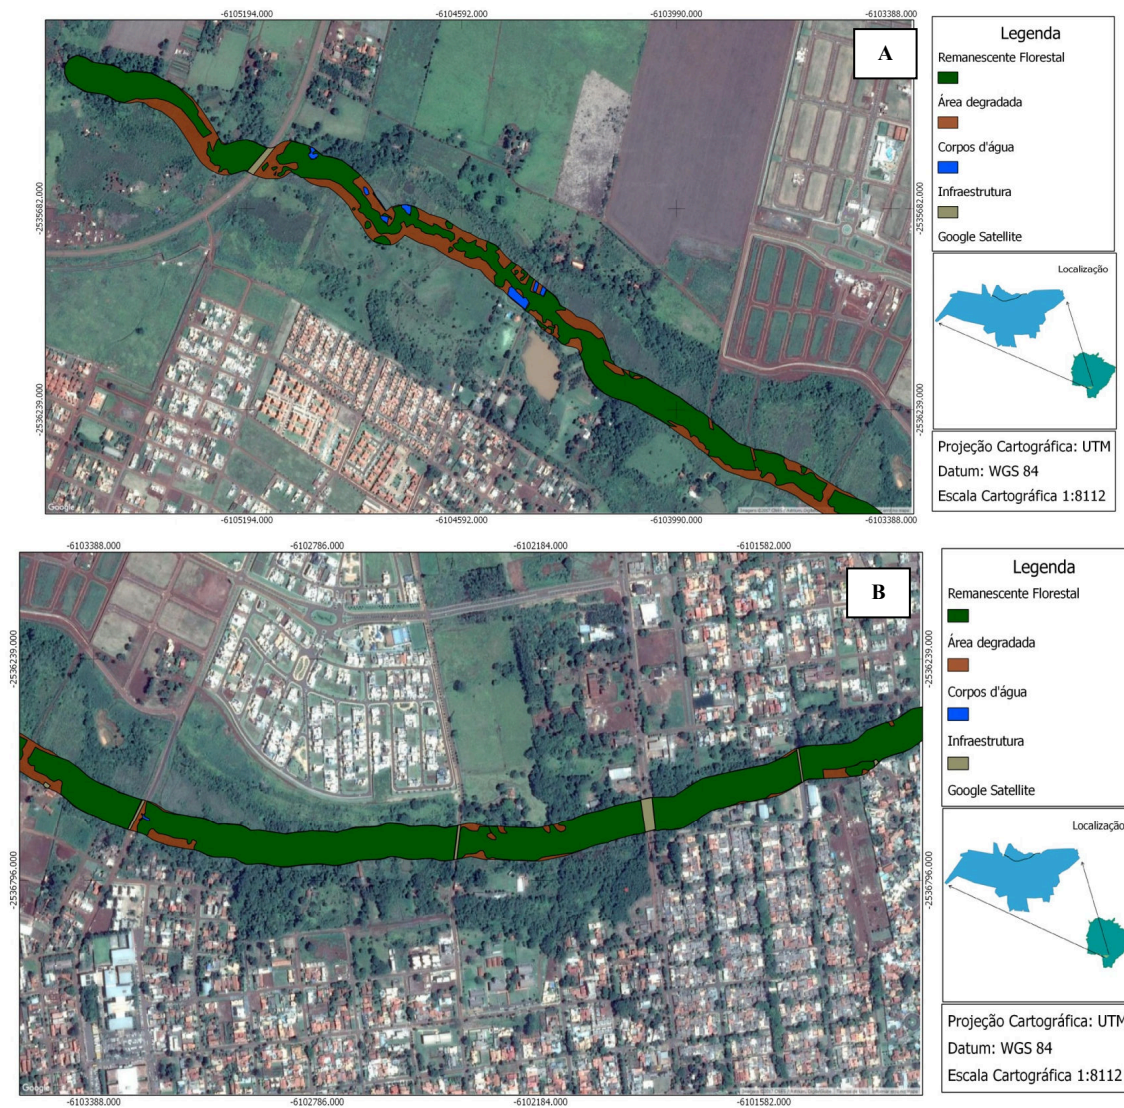 -6105194.000 -6104592.000 -6103990.000 -6103388.000
A
-2535682.000
-2536239.000
-2535682.000
-2536239.000
Google
-6105194.000 -6104592.000 -6103990.000 -6103388.000
Legenda
Remanescente Florestal
Área degradada
Corpos d'água
Infraestrutura
Google Satellite
Localização
Projeção Cartográfica: UTM
Datum: WGS 84
Escala Cartográfica 1:8112
-6103388.000 -6102786.000 -6102184.000 -6101582.000
B
-2536239.000
-2536796.000
-2536239.000
-2536796.000
Google
-6103388.000 -6102786.000 -6102184.000 -6101582.000
Legenda
Remanescente Florestal
Área degradada
Corpos d'água
Infraestrutura
Google Satellite
Localização
Projeção Cartográfica: UTM
Datum: WGS 84
Escala Cartográfica 1:8112